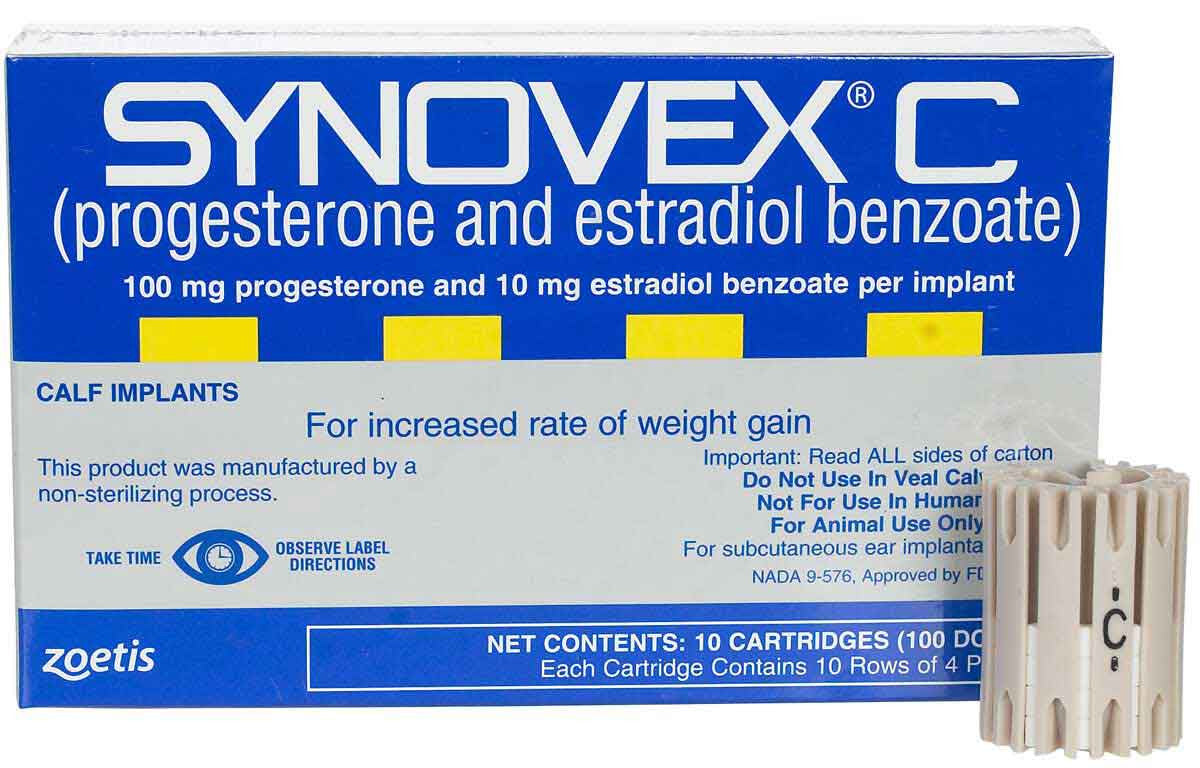 SYNOVEX® C
(progesterone and estradiol benzoate)
100 mg progesterone and 10 mg estradiol benzoate per implant
CALF IMPLANTS
For increased rate of weight gain
This product was manufactured by a
non-sterilizing process.
Important: Read ALL sides of carton
Do Not Use In Veal
Not For Use In
For Animal Use Only
For subcutaneous ear
NADA 9-576, Approved by
TAKE TIME
OBSERVE LABEL
DIRECTIONS
zoetis
NET CONTENTS: 10 CARTRIDGES (100
Each Cartridge Contains 10 Rows of 4
C